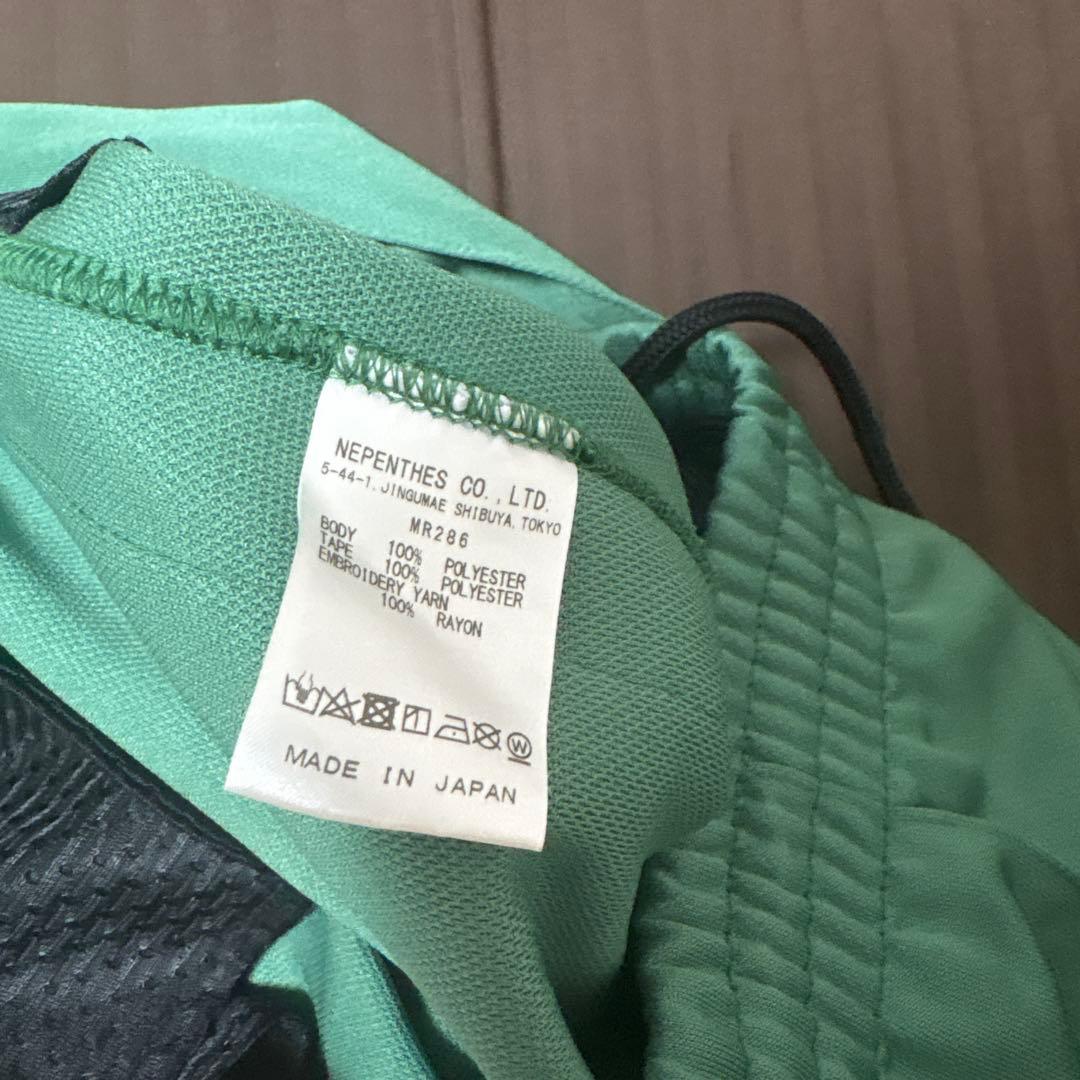 NEPENTHES CO., LTD.
5-44-1, JINGUMAE SHIBUYA, TOKYO
MR286
BODY 100% POLYESTER
TAPE 100% POLYESTER
EMBROIDERY YARN
100% RAYON
W
MADE IN JAPAN